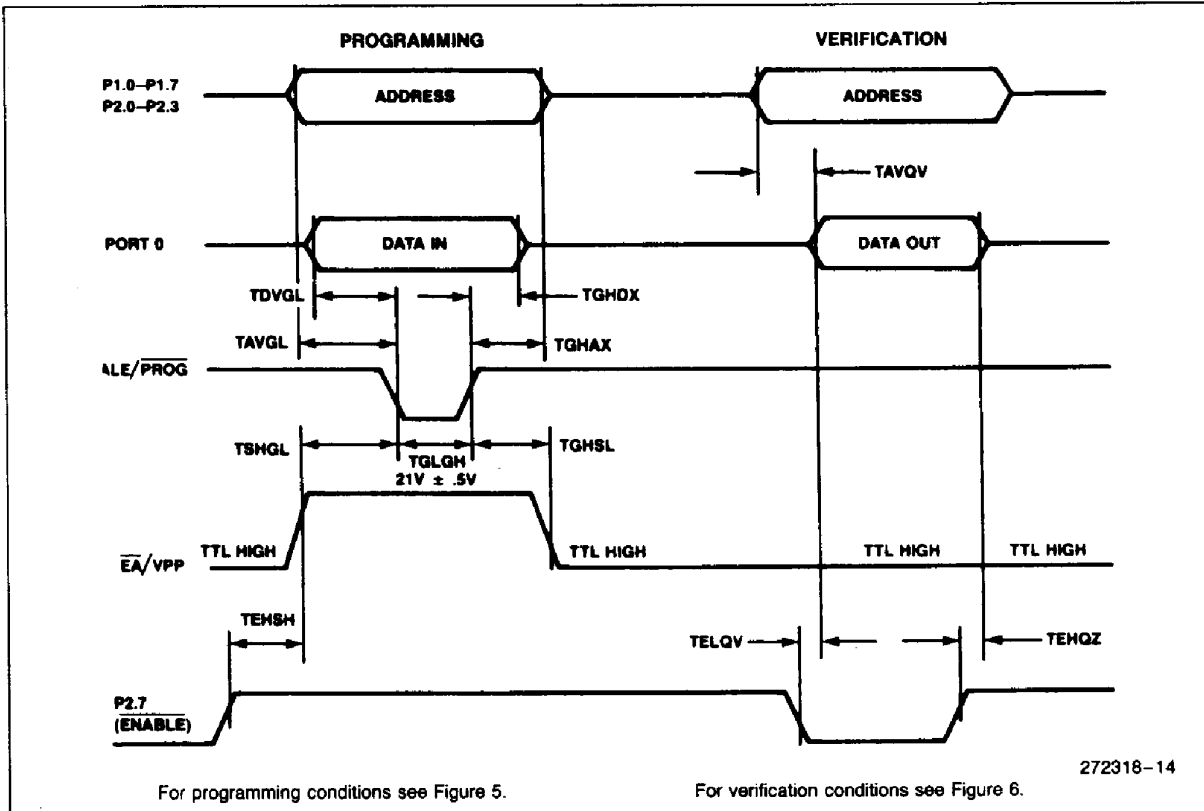 PROGRAMMING
VERIFICATION
P1.0–P1.7
P2.0–P2.3
ADDRESS
ADDRESS
TAVQV
PORT 0
DATA IN
DATA OUT
TDVGL
TGHDX
TAVGL
TGHAX
ALE/PROG
TSHGL
TGLGH
TGHSL
21V ± .5V
EA/VPP
TTL HIGH
TTL HIGH
TTL HIGH
TTL HIGH
TEHSH
TELQV
TEHQZ
P2.7
(ENABLE)
272318–14
For programming conditions see Figure 5.
For verification conditions see Figure 6.